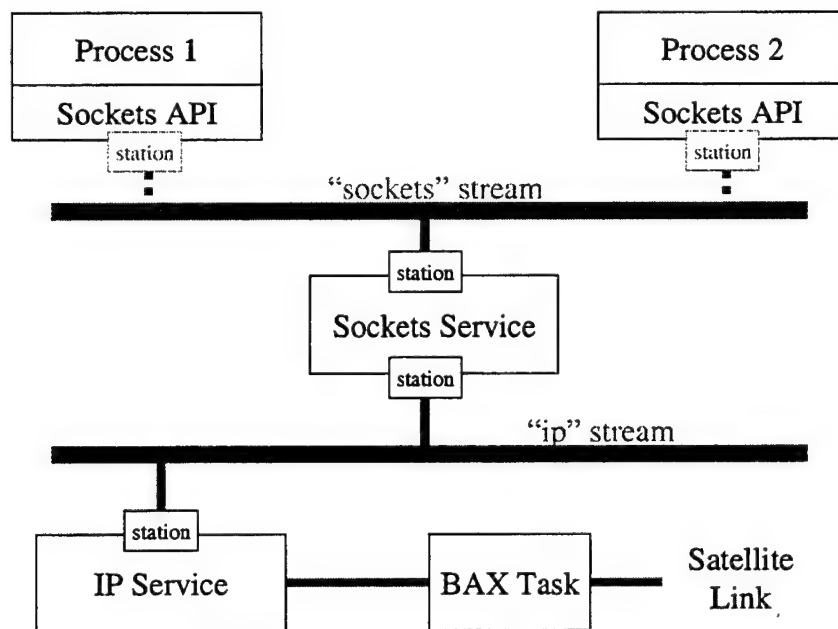 Process 1
Process 2
Sockets API
Sockets API
station
station
“sockets” stream
station
Sockets Service
station
“ip” stream
station
IP Service
BAX Task
Satellite
Link